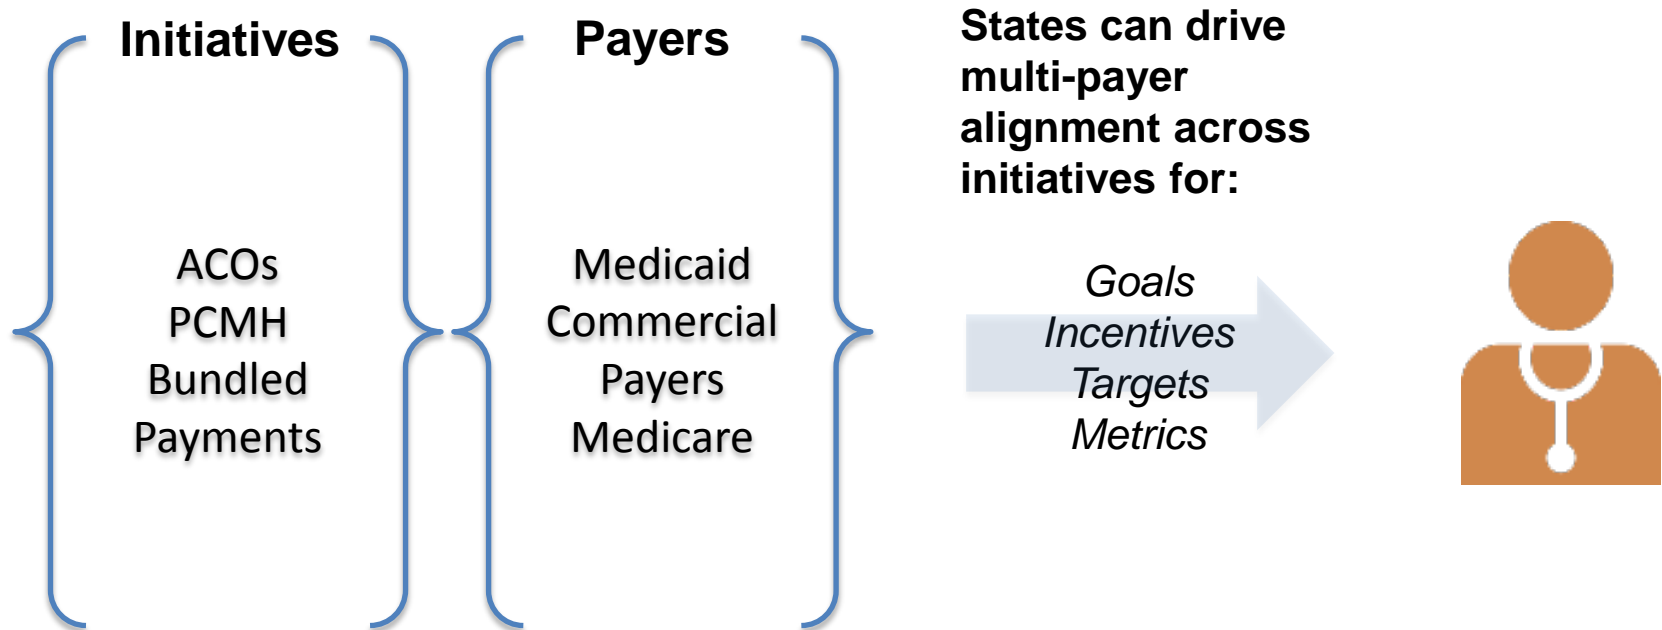 Initiatives
ACOs
PCMH
Bundled
Payments
Payers
Medicaid
Commercial
Payers
Medicare
States can drive
multi-payer
alignment across
initiatives for:
Goals
Incentives
Targets
Metrics